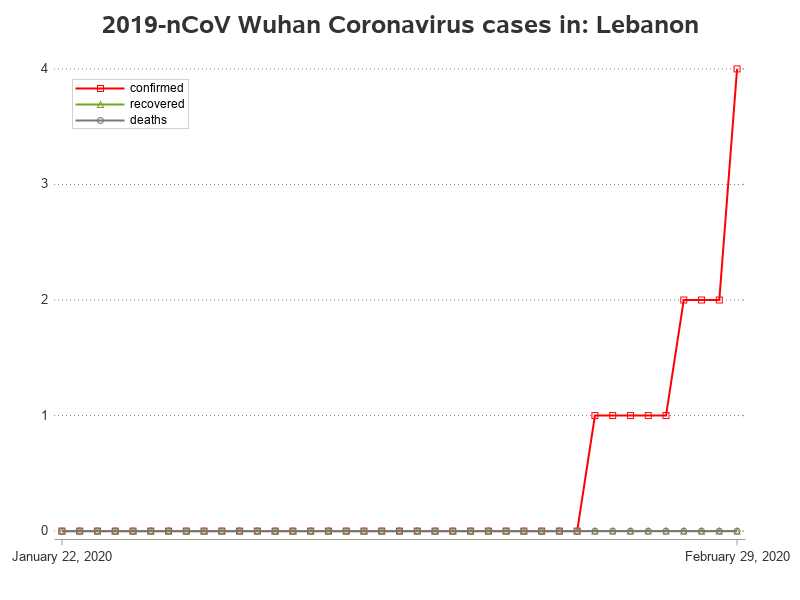 2019-nCoV Wuhan Coronavirus cases in: Lebanon
4
confirmed
recovered
deaths
3
2
1
0
January 22, 2020
February 29, 2020